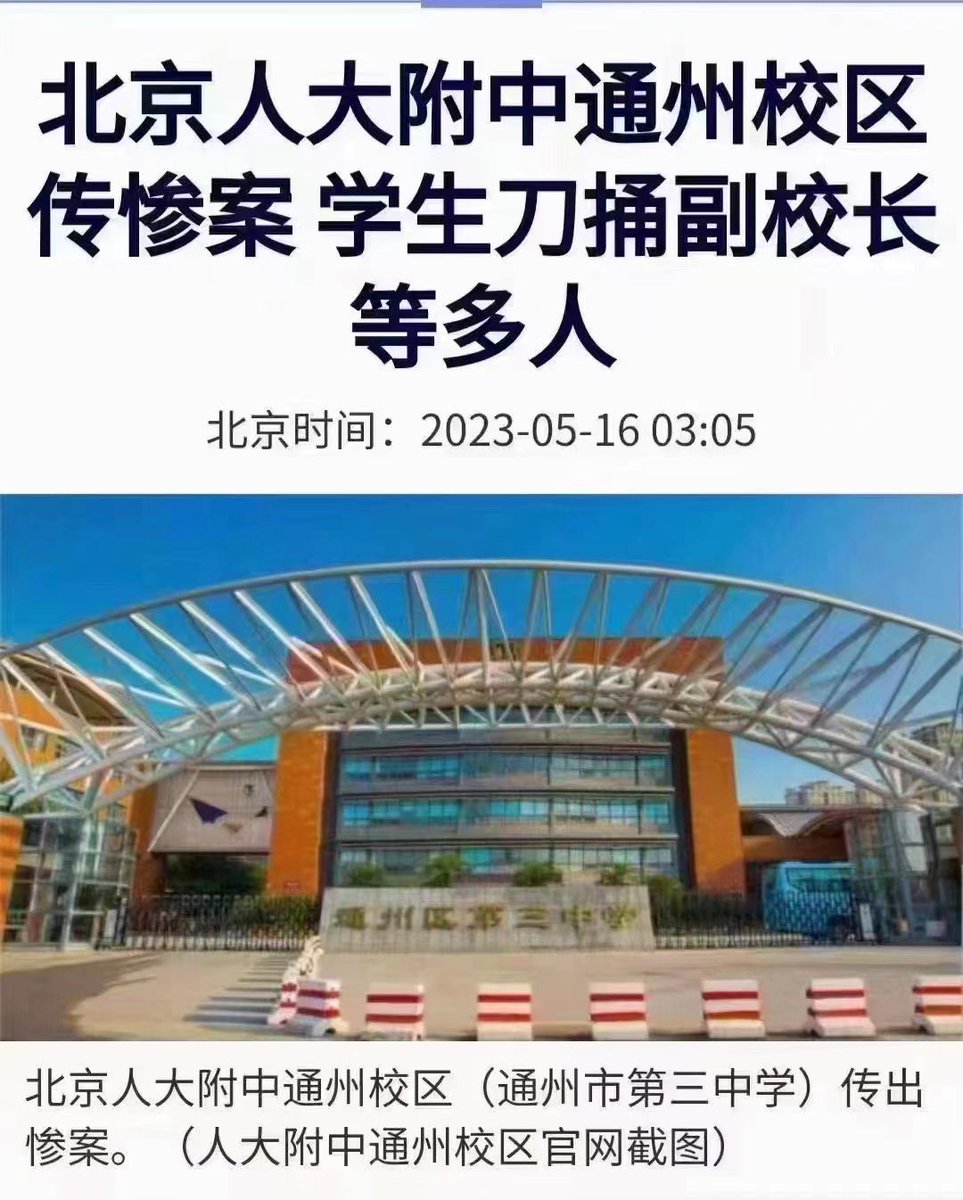 北京人大附中通州校区
传惨案 学生刀捅副校长
等多人
北京时间：2023-05-16 03:05
通州区第三中学
北京人大附中通州校区（通州市第三中学）传出
惨案。（人大附中通州校区官网截图）